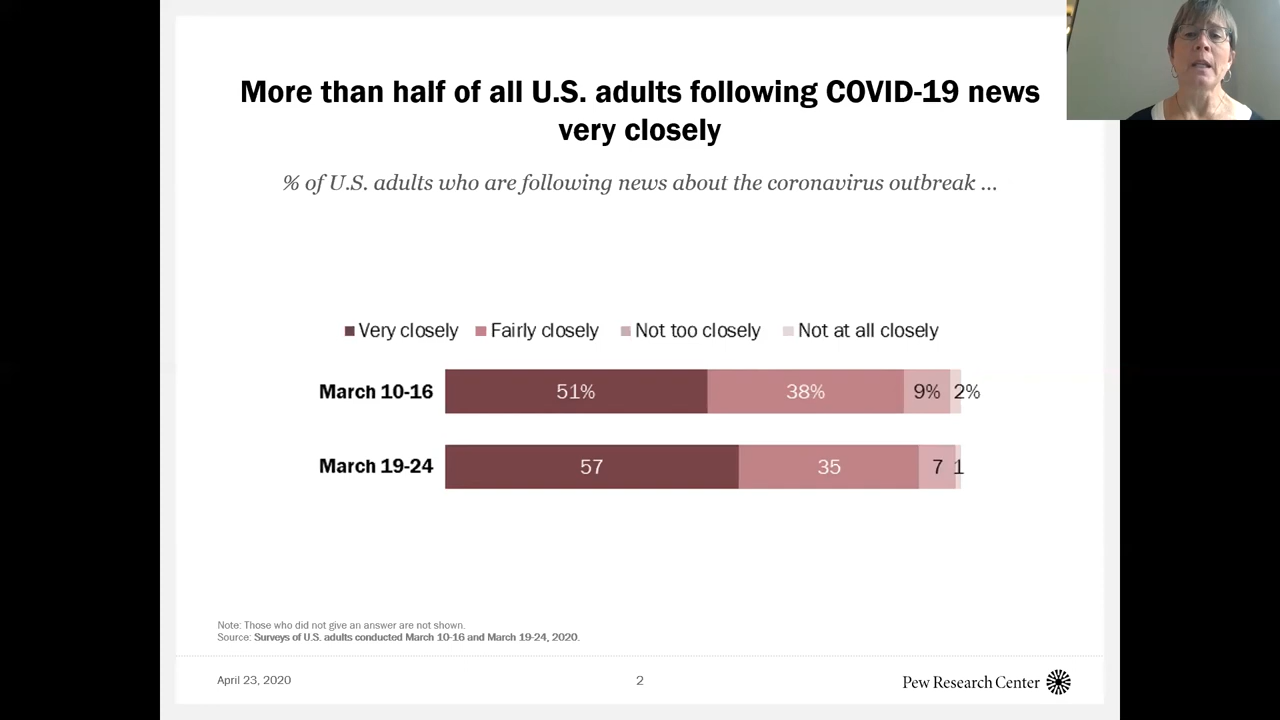 More than half of all U.S. adults following COVID-19 news
very closely
% of U.S. adults who are following news about the coronavirus outbreak ...
Very closely Fairly closely Not too closely Not at all closely
March 10-16 51% 38% 9% 2%
March 19-24 57 35 7 1
Note: Those who did not give an answer are not shown.
Source: Surveys of U.S. adults conducted March 10-16 and March 19-24, 2020.
April 23, 2020 2 Pew Research Center